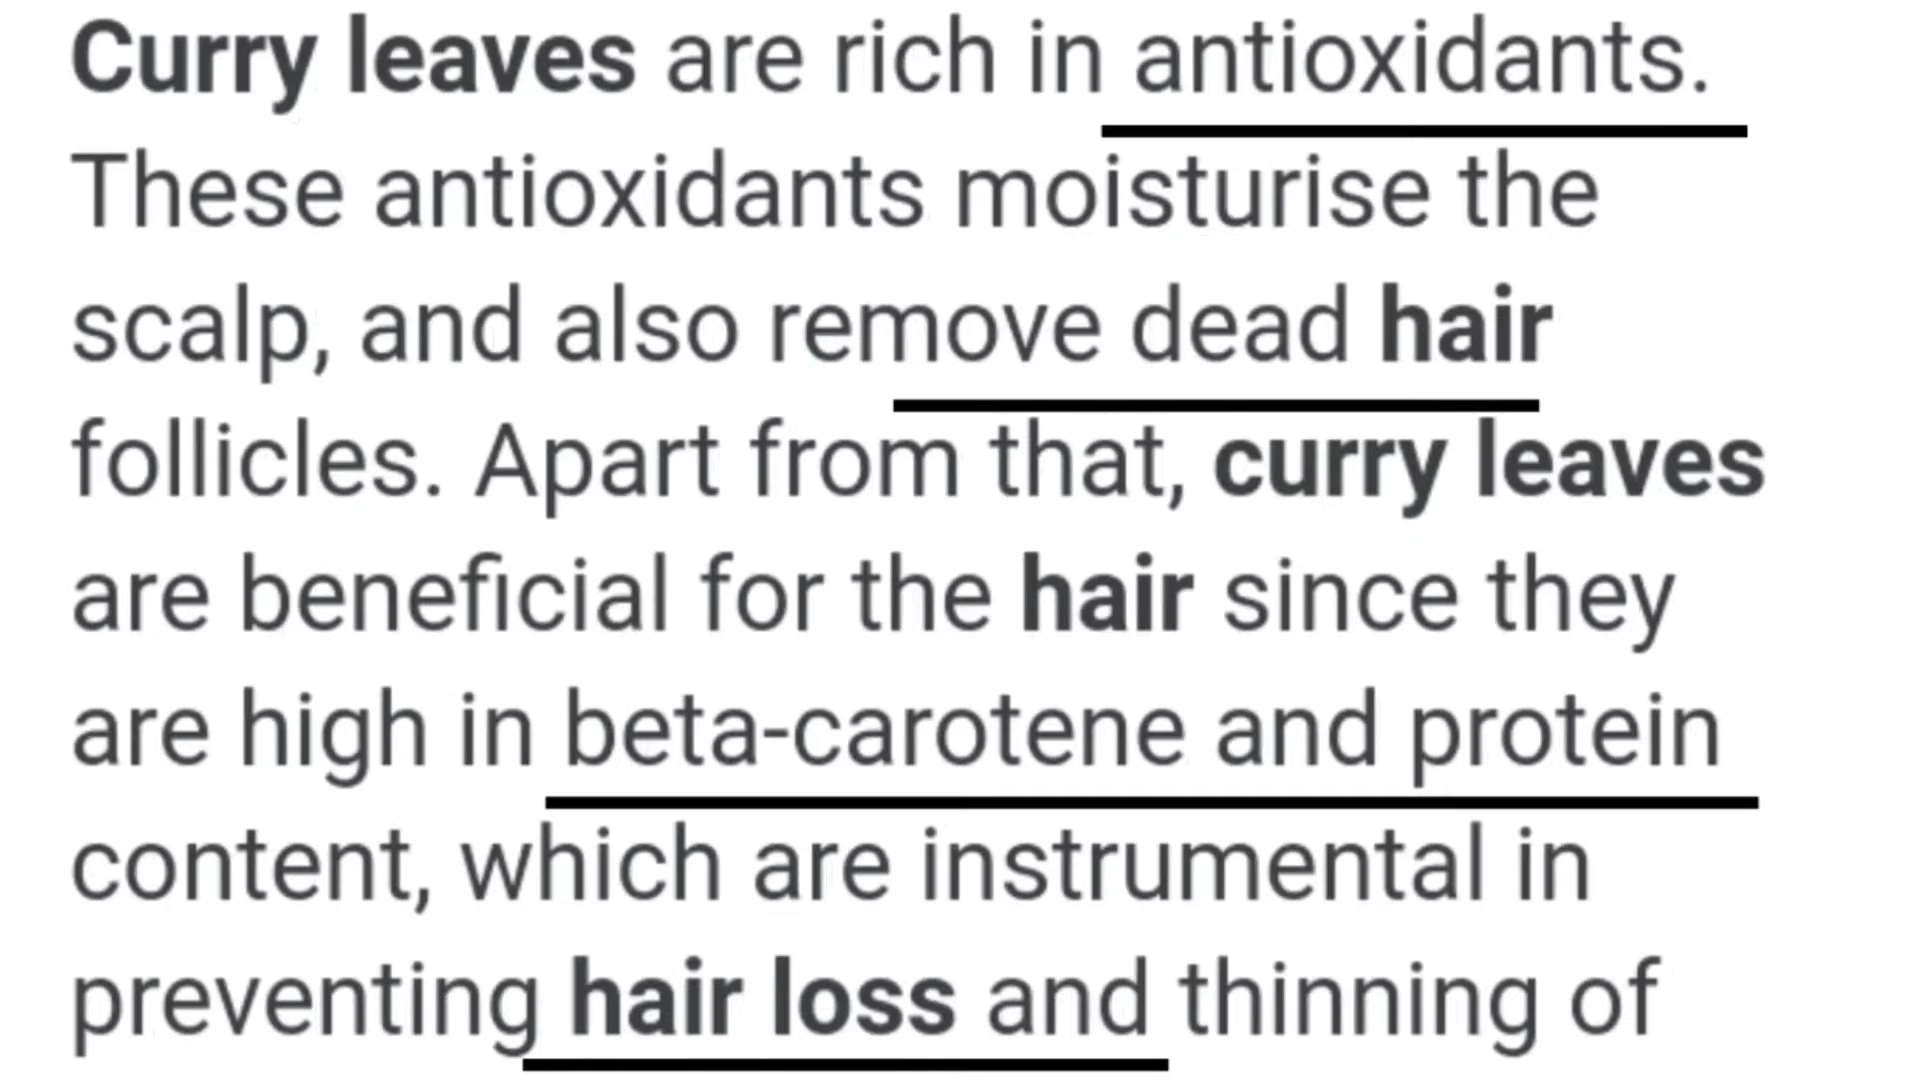 Curry leaves are rich in antioxidants.
These antioxidants moisturise the
scalp, and also remove dead hair
follicles. Apart from that, curry leaves
are beneficial for the hair since they
are high in beta-carotene and protein
content, which are instrumental in
preventing hair loss and thinning of